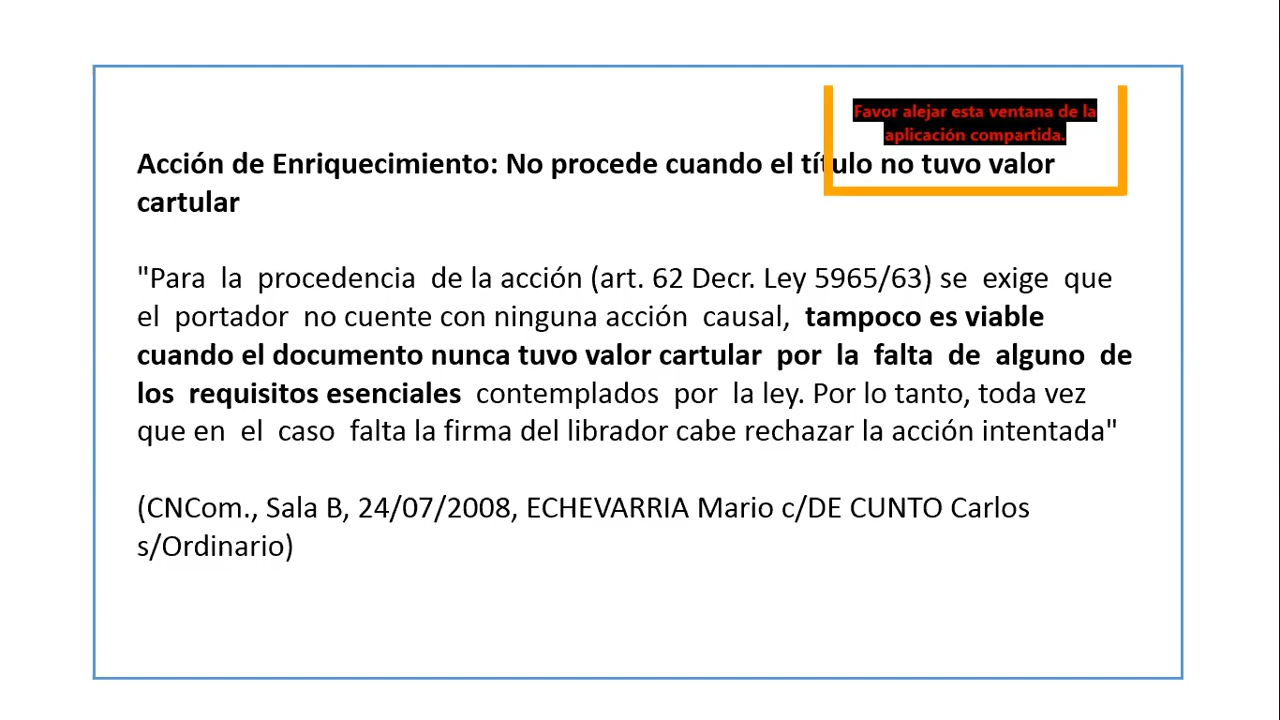 Favor alejar esta ventana de la
aplicación compartida.
Acción de Enriquecimiento: No procede cuando el título no tuvo valor
cartular
"Para la procedencia de la acción (art. 62 Decr. Ley 5965/63) se exige que
el portador no cuente con ninguna acción causal, tampoco es viable
cuando el documento nunca tuvo valor cartular por la falta de alguno de
los requisitos esenciales contemplados por la ley. Por lo tanto, toda vez
que en el caso falta la firma del librador cabe rechazar la acción intentada"
(CNCom., Sala B, 24/07/2008, ECHEVARRIA Mario c/DE CUNTO Carlos
s/Ordinario)